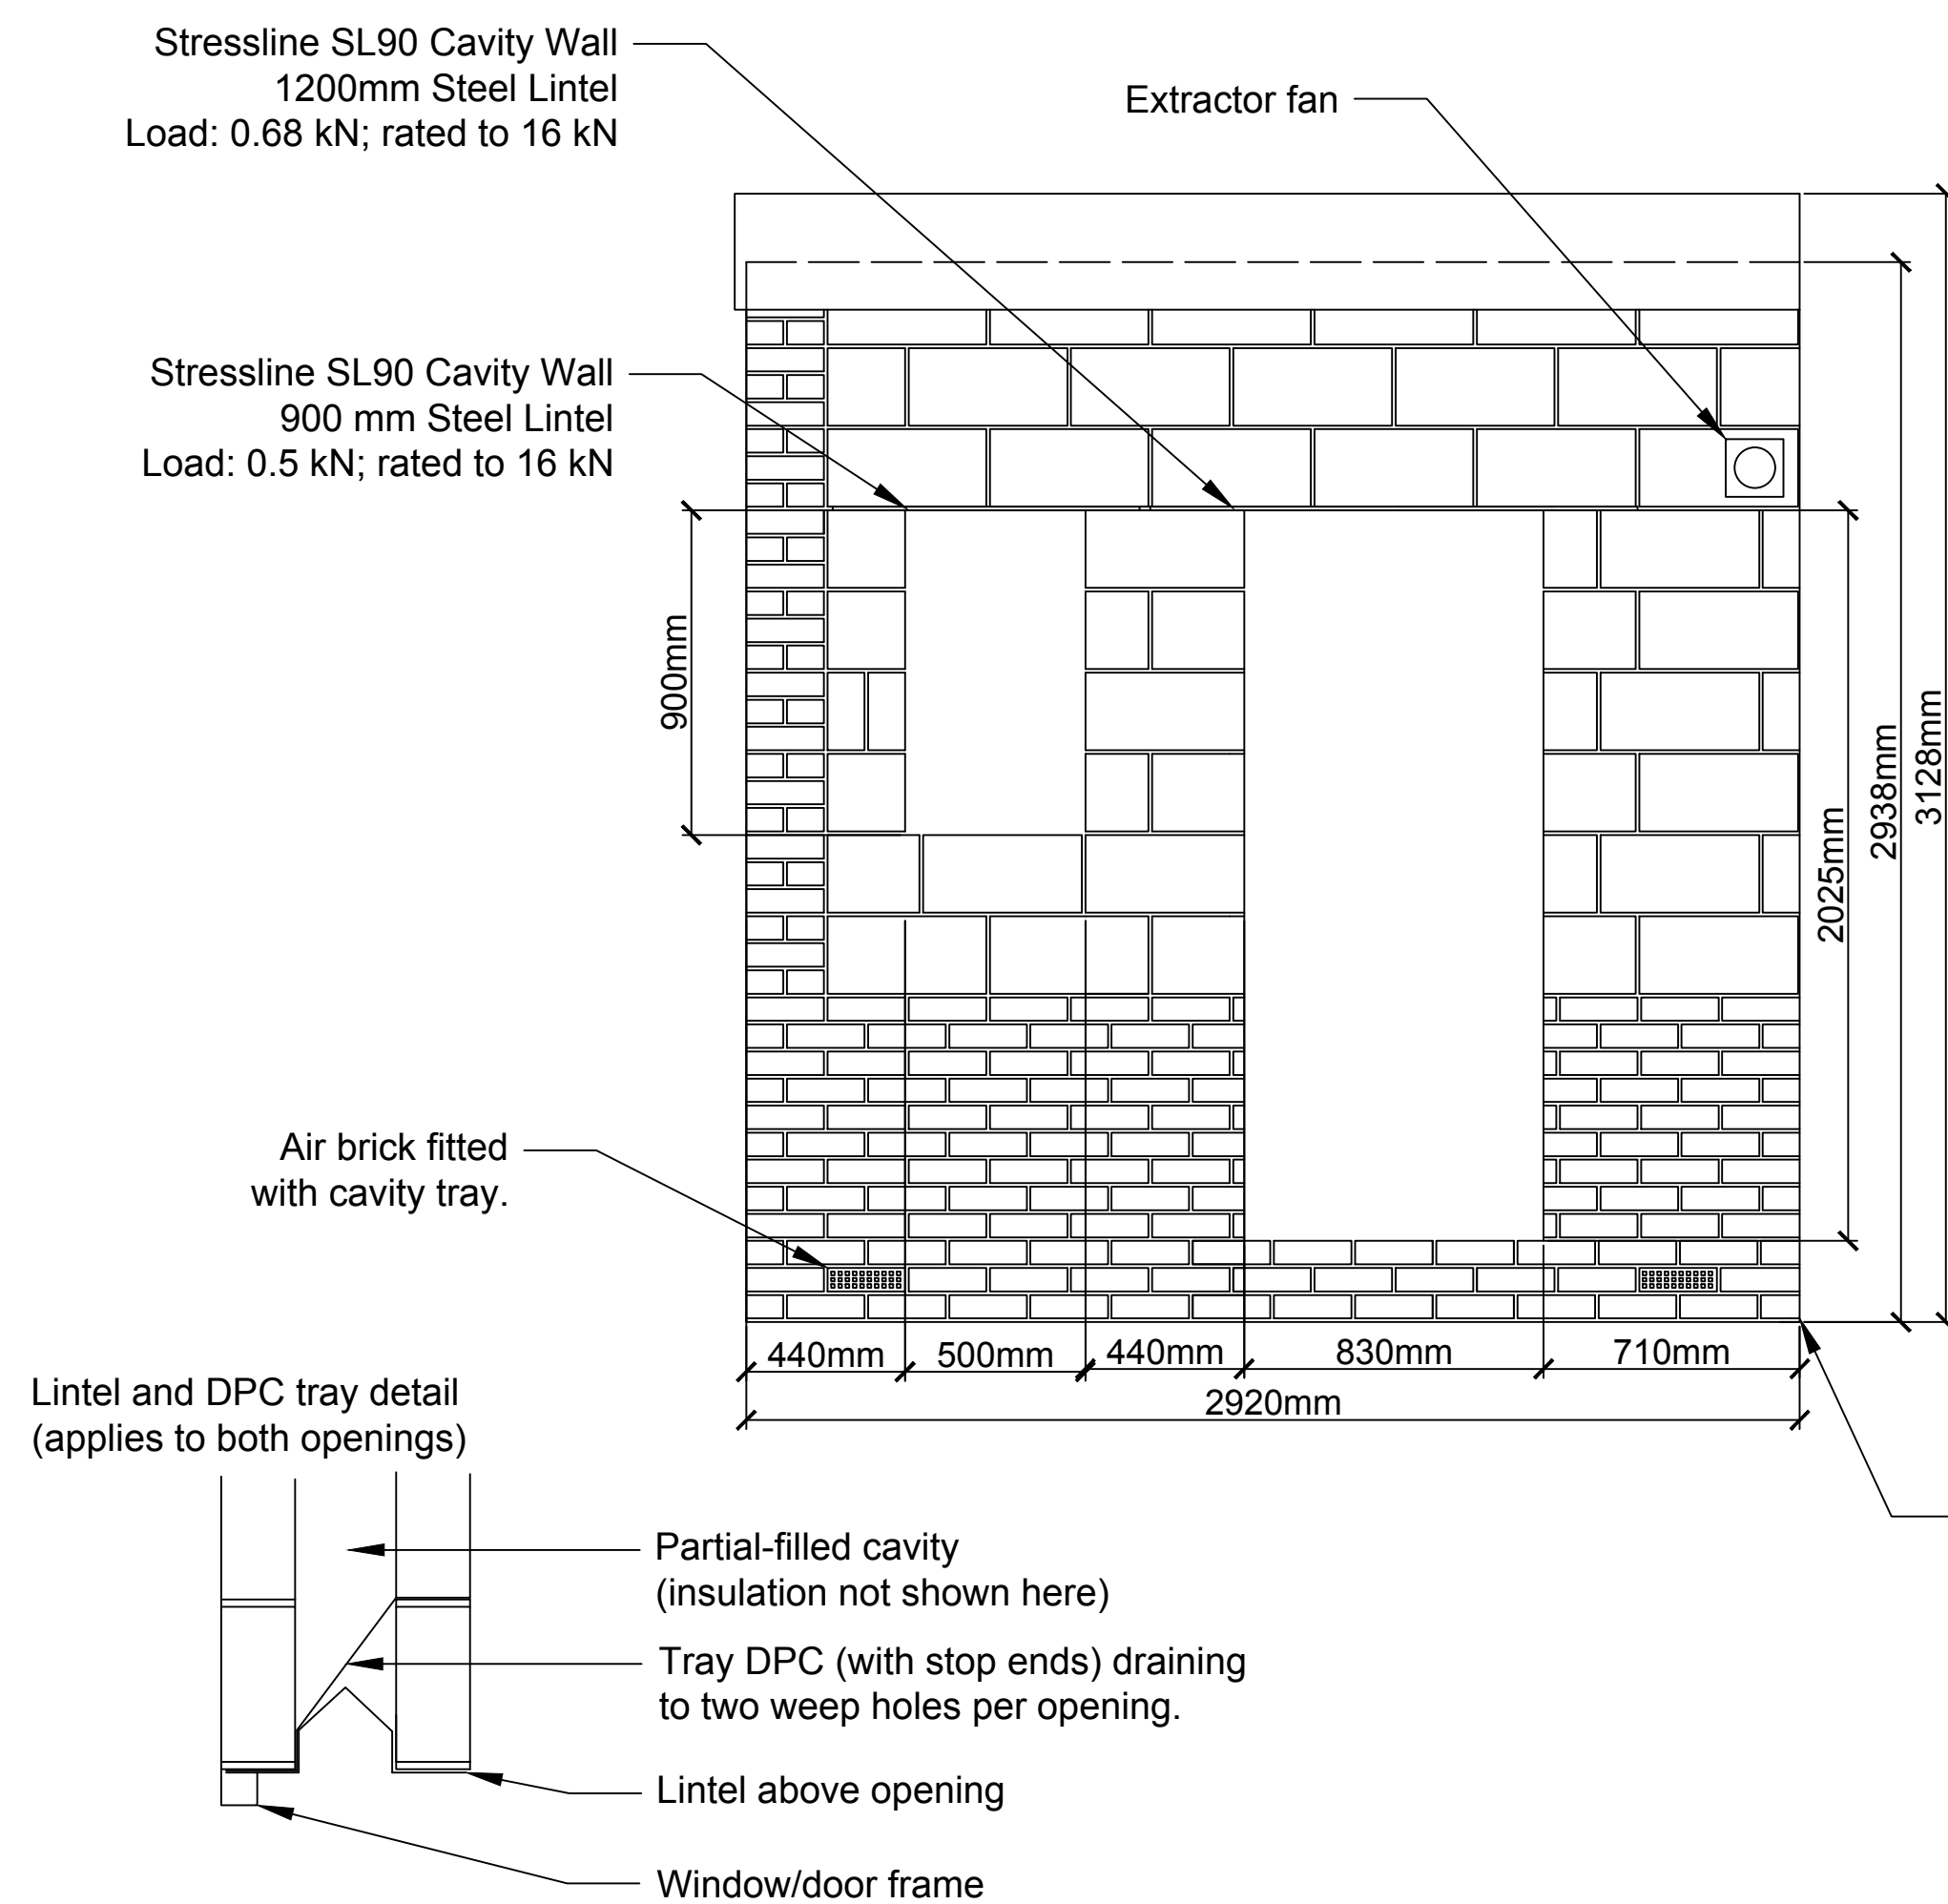 Stressline SL90 Cavity Wall
1200mm Steel Lintel
Load: 0.68 kN; rated to 16 kN
Extractor fan
Stressline SL90 Cavity Wall
900 mm Steel Lintel
Load: 0.5 kN; rated to 16 kN
900mm
2025mm
2938mm
3128mm
Air brick fitted
with cavity tray.
440mm
500mm
440mm
830mm
710mm
2920mm
Lintel and DPC tray detail
(applies to both openings)
Partial-filled cavity
(insulation not shown here)
Tray DPC (with stop ends) draining
to two weep holes per opening.
Lintel above opening
Window/door frame